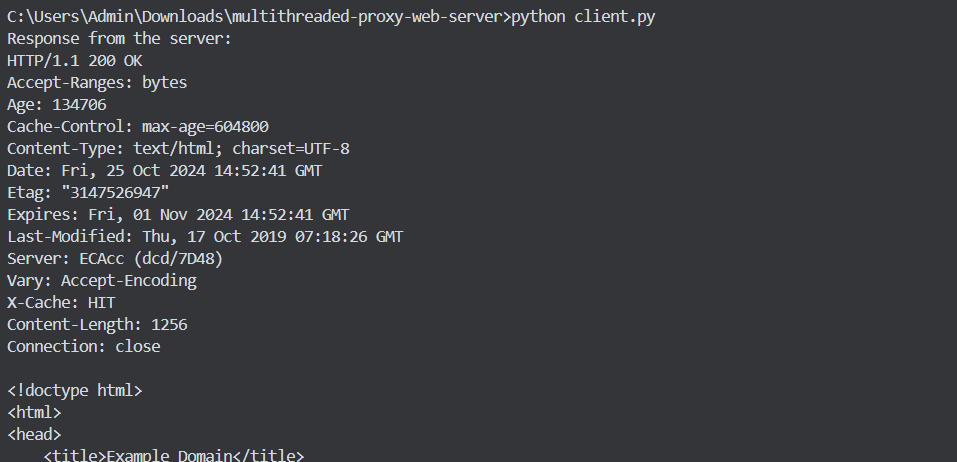 C:\Users\Admin\Downloads\multithreaded-proxy-web-server>python client.py
Response from the server:
HTTP/1.1 200 OK
Accept-Ranges: bytes
Age: 134706
Cache-Control: max-age=604800
Content-Type: text/html; charset=UTF-8
Date: Fri, 25 Oct 2024 14:52:41 GMT
Etag: "3147526947"
Expires: Fri, 01 Nov 2024 14:52:41 GMT
Last-Modified: Thu, 17 Oct 2019 07:18:26 GMT
Server: ECAcc (dcd/7D48)
Vary: Accept-Encoding
X-Cache: HIT
Content-Length: 1256
Connection: close

<!doctype html>
<html>
<head>
    <title>Example Domain</title>